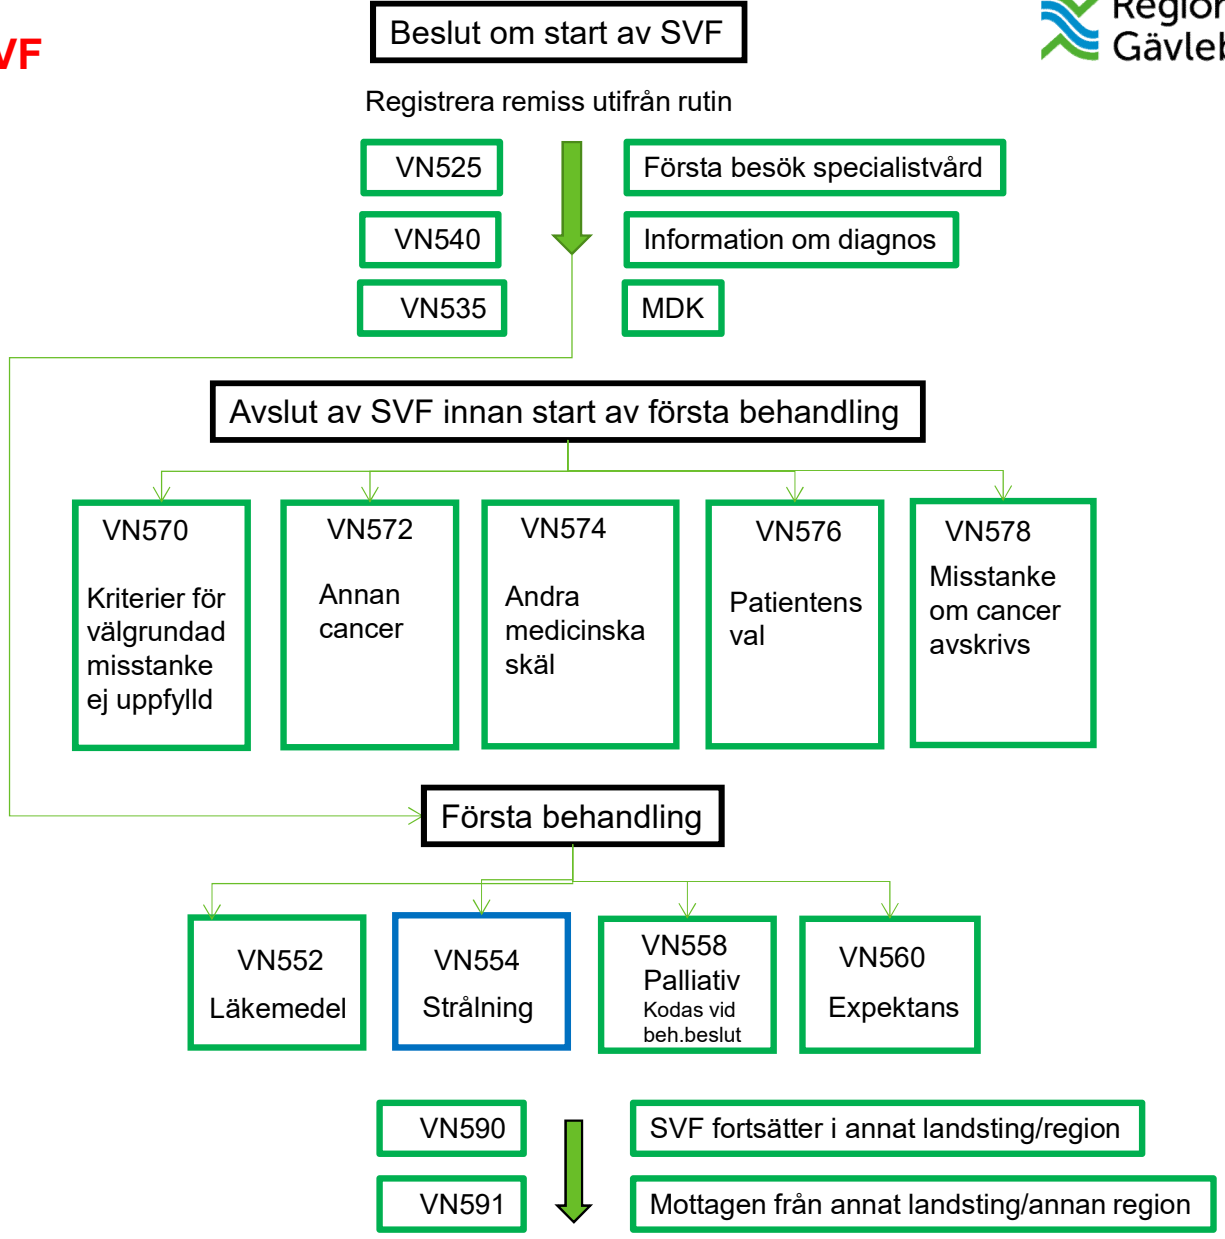 Beslut om start av SVF
VF
Region
Gävleb
Registrera remiss utifrån rutin
VN525
Första besök specialistvård
VN540
Information om diagnos
VN535
MDK
Avslut av SVF innan start av första behandling
VN570
Kriterier för
välgrundad
misstanke
ej uppfylld
VN572
Annan
cancer
VN574
Andra
medicinska
skäl
VN576
Patientens
val
VN578
Misstanke
om cancer
avskrivs
Första behandling
VN552
Läkemedel
VN554
Strålning
VN558
Palliativ
Kodas vid
beh.beslut
VN560
Expektans
VN590
SVF fortsätter i annat landsting/region
VN591
Mottagen från annat landsting/annan region